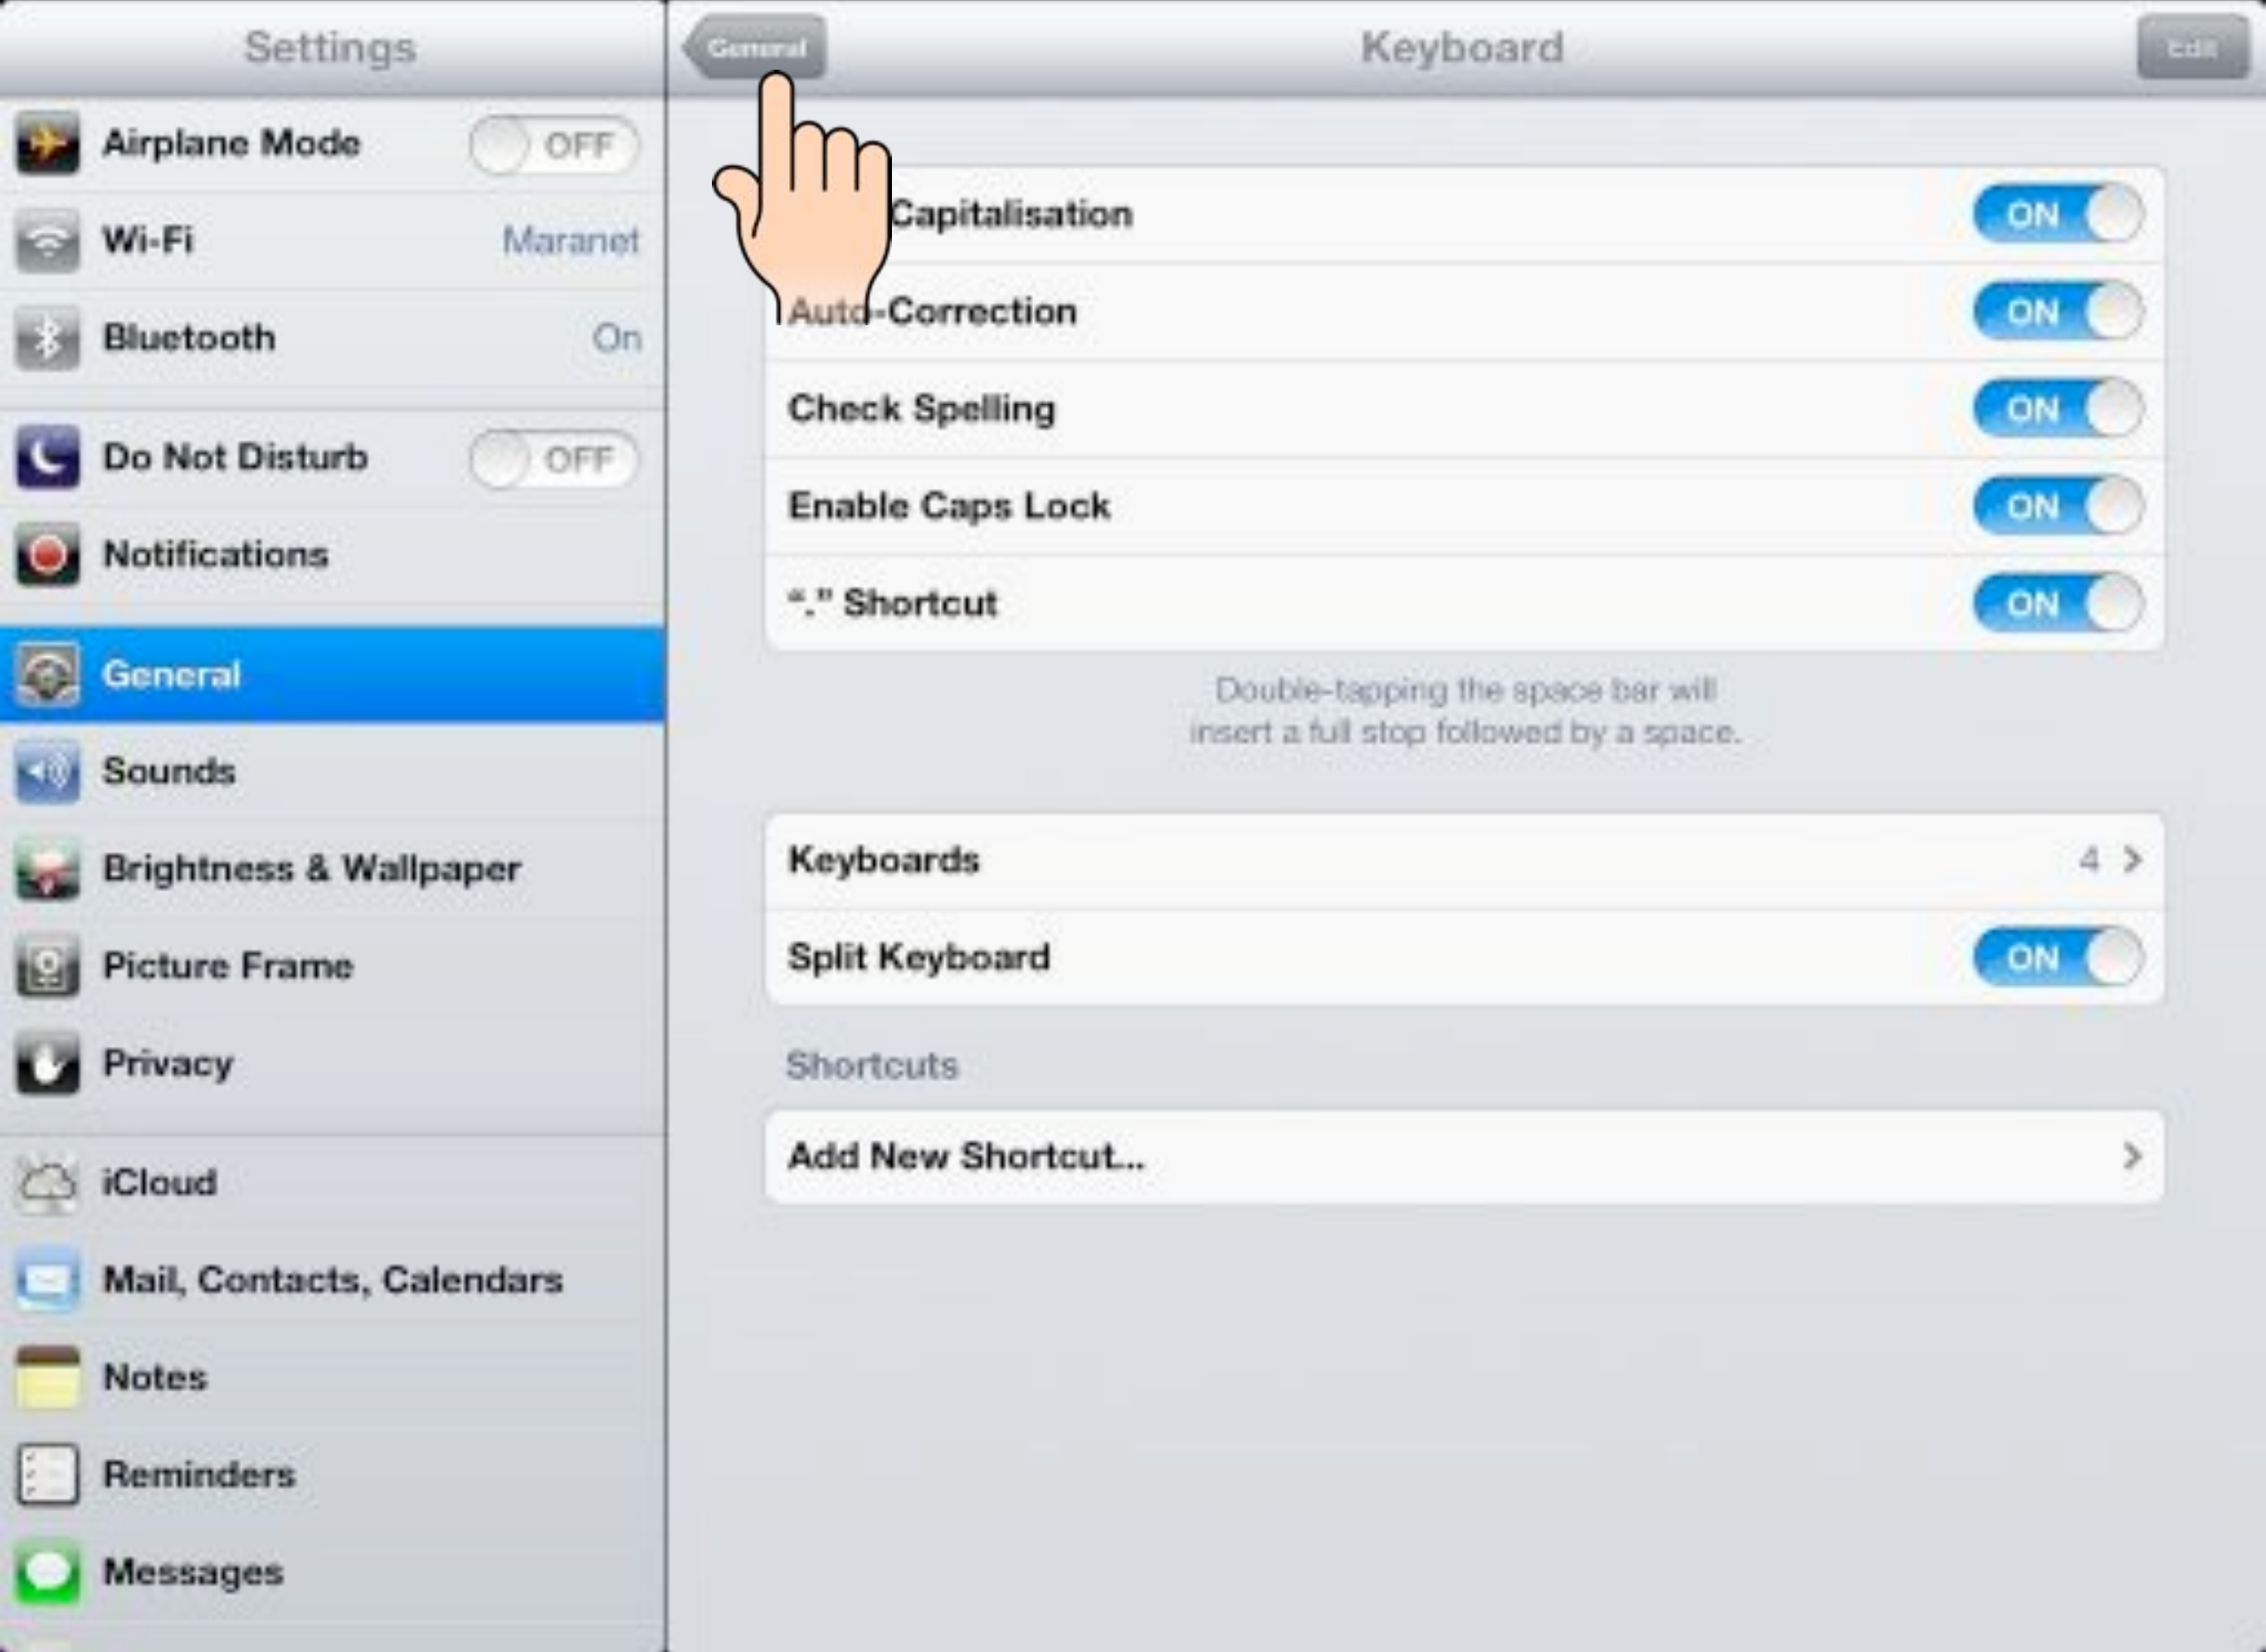 Settings
Airplane Mode OFF
Wi-Fi Maranet
Bluetooth On
Do Not Disturb OFF
Notifications
General
Sounds
Brightness & Wallpaper
Picture Frame
Privacy
iCloud
Mail, Contacts, Calendars
Notes
Reminders
Messages
General
Keyboard
Edit
Capitalisation ON
Auto-Correction ON
Check Spelling ON
Enable Caps Lock ON
“.” Shortcut ON
Double-tapping the space bar will
insert a full stop followed by a space.
Keyboards 4 >
Split Keyboard ON
Shortcuts
Add New Shortcut... >